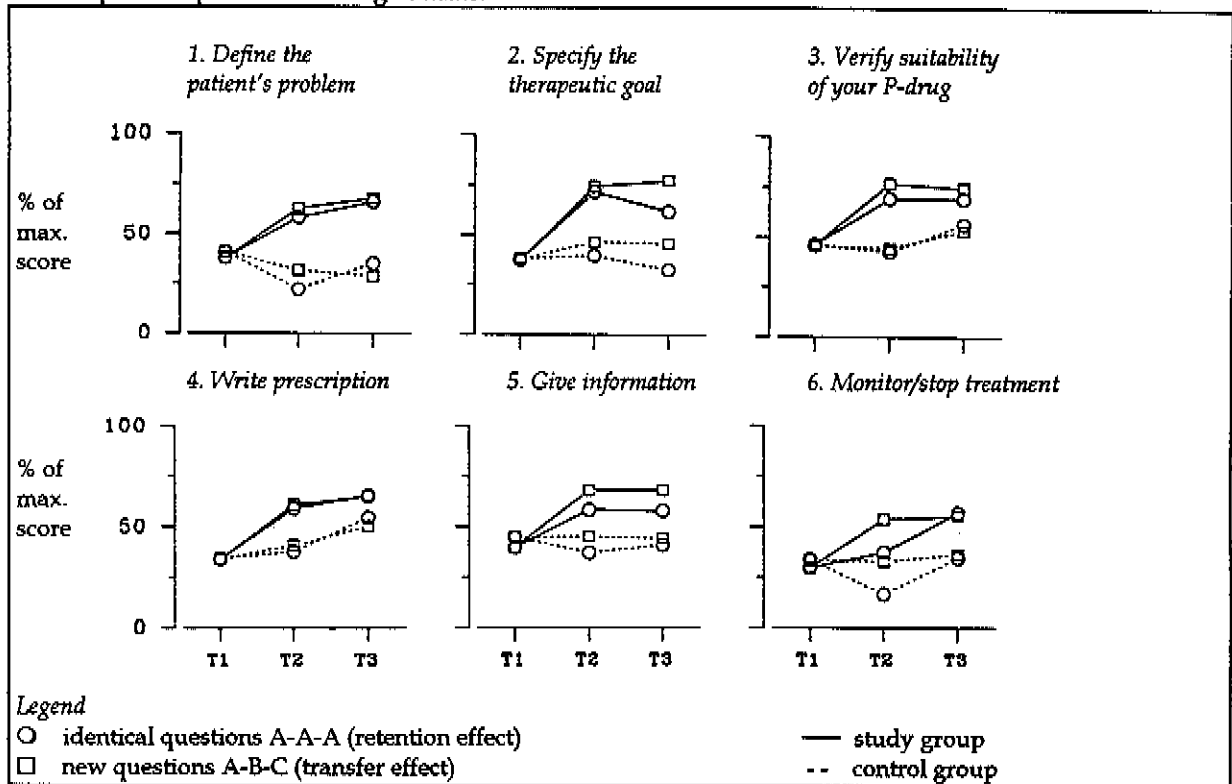 1. Define the
patient's problem
2. Specify the
therapeutic goal
3. Verify suitability
of your P-drug
100
% of
max.
score
50
0
4. Write prescription
5. Give information
6. Monitor/stop treatment
100
% of
max.
score
50
0
T1 T2 T3
T1 T2 T3
T1 T2 T3
Legend
identical questions A-A-A (retention effect)
new questions A-B-C (transfer effect)
study group
control group